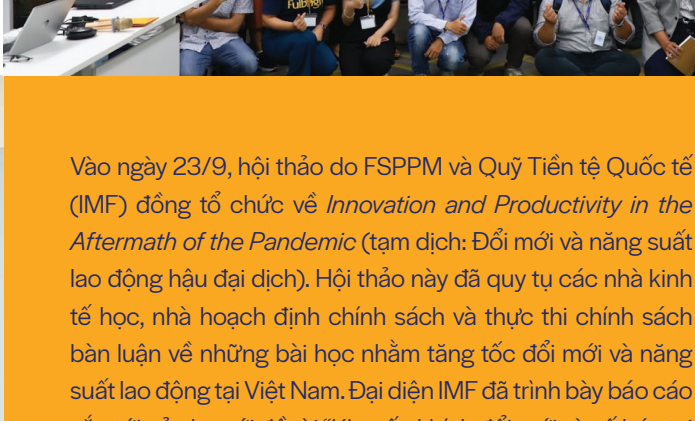 Fulbright
Vào ngày 23/9, hội thảo do FSPPM và Quỹ Tiền tệ Quốc tế
(IMF) đồng tổ chức về Innovation and Productivity in the
Aftermath of the Pandemic (tạm dịch: Đổi mới và năng suất
lao động hậu đại dịch). Hội thảo này đã quy tụ các nhà kinh
tế học, nhà hoạch định chính sách và thực thi chính sách
bàn luận về những bài học nhằm tăng tốc đổi mới và năng
suất lao động tại Việt Nam. Đại diện IMF đã trình bày báo cáo